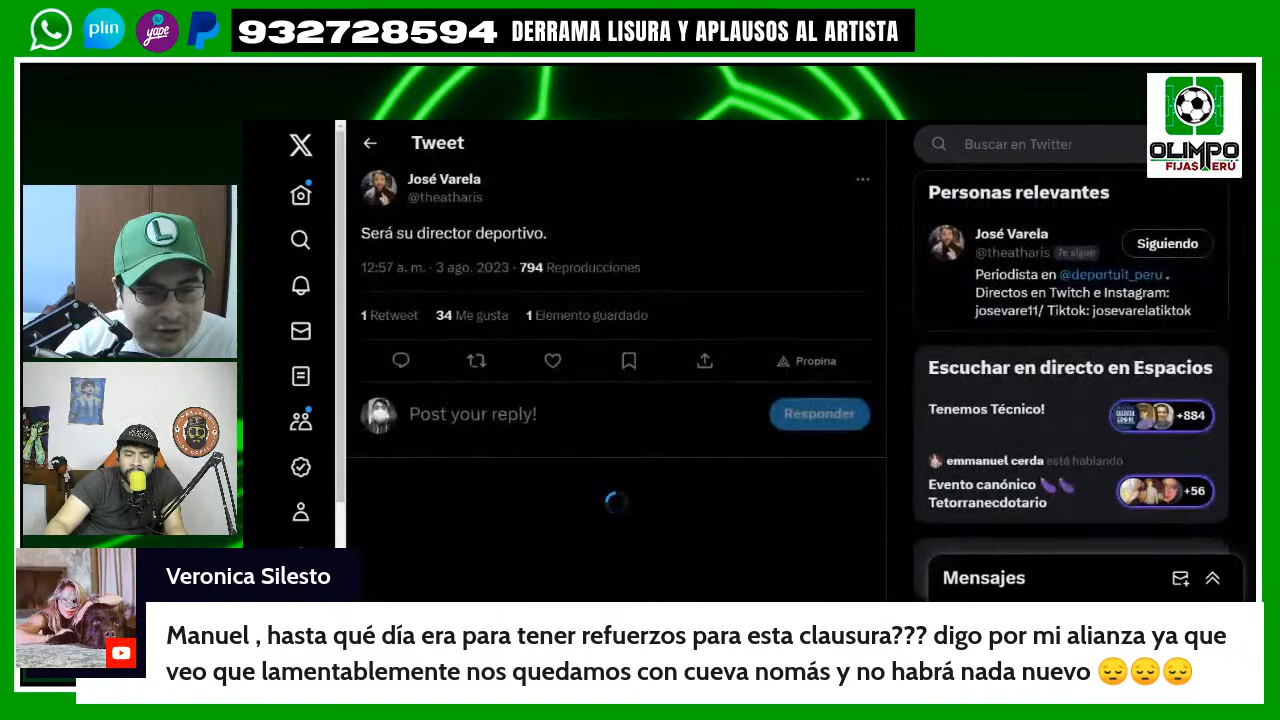 plin
yape
932728594 DERRAMA LISURA Y APLAUSOS AL ARTISTA
OLIMPO
FIJAS PERÚ
Tweet
José Varela
@theatharis
Será su director deportivo.
12:57 a. m. · 3 ago. 2023 · 794 Reproducciones
1 Retweet 34 Me gusta 1 Elemento guardado
Propina
Post your reply!
Responder
Buscar en Twitter
Personas relevantes
José Varela
@theatharis Te sigue
Siguiendo
Periodista en @deportuit_peru .
Directos en Twitch e Instagram:
josevare11/ Tiktok: josevarelatiktok
Escuchar en directo en Espacios
Tenemos Técnico!
+884
emmanuel cerda está hablando
Evento canónico 🍆🍆
Tetorranecdotario
+56
Mensajes
Veronica Silesto
Manuel , hasta qué día era para tener refuerzos para esta clausura??? digo por mi alianza ya que
veo que lamentablemente nos quedamos con cueva nomás y no habrá nada nuevo 😔😔😔